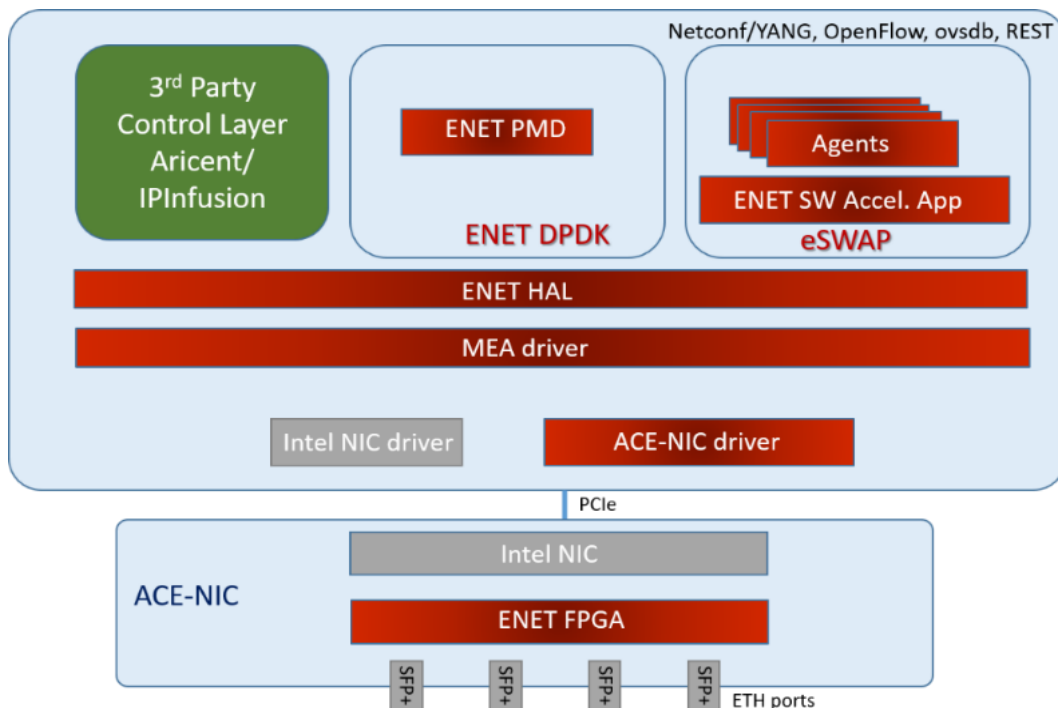 Netconf/YANG, OpenFlow, ovsdb, REST
3rd Party
Control Layer
Aricent/
IPInfusion
ENET PMD
ENET DPDK
Agents
ENET SW Accel. App
eSWAP
ENET HAL
MEA driver
Intel NIC driver
ACE-NIC driver
PCIe
ACE-NIC
Intel NIC
ENET FPGA
SFP+
SFP+
SFP+
SFP+
ETH ports